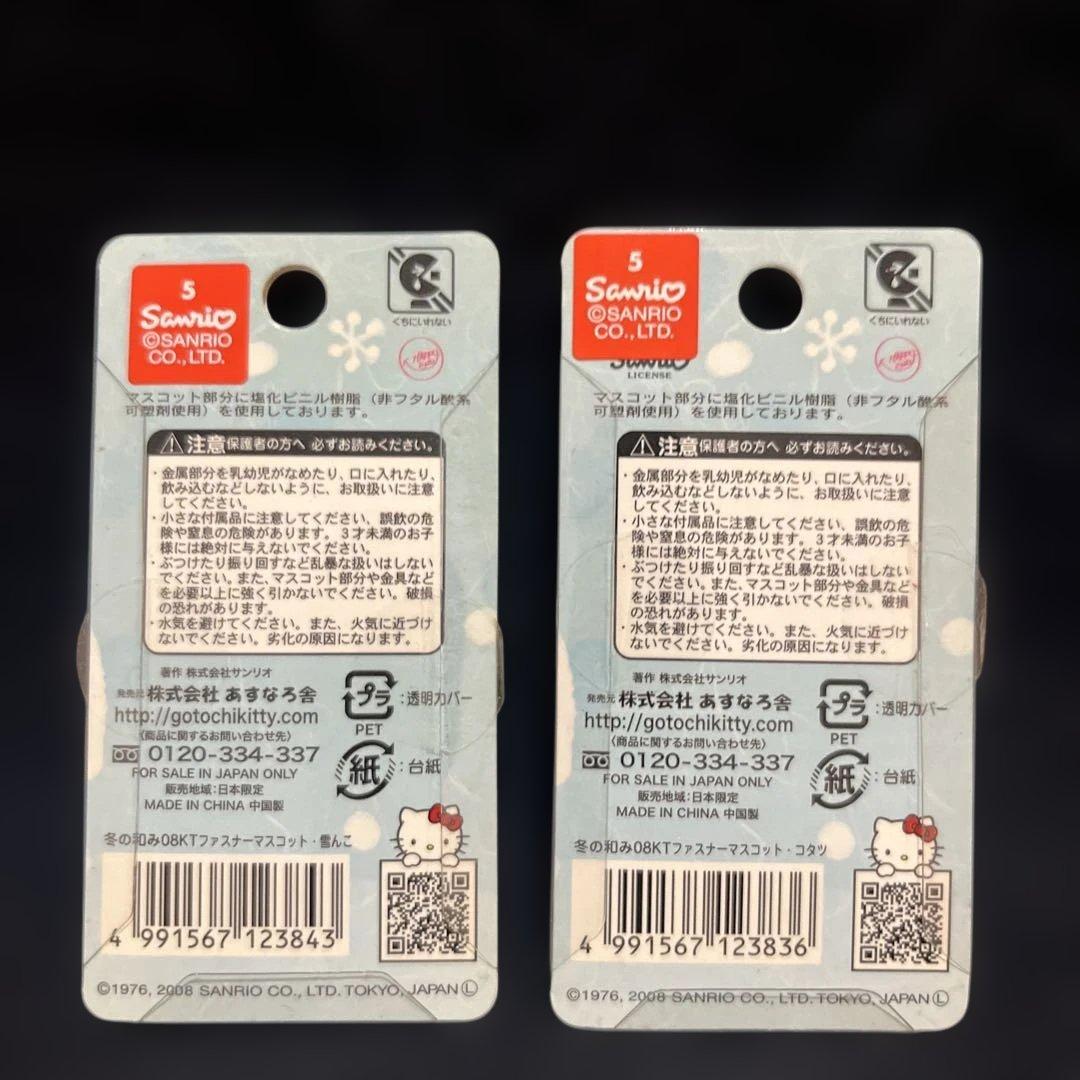 5
Sanrio
©SANRIO
CO., LTD.
くちにいれない
マスコット部分に塩化ビニル樹脂（非フタル酸系
可塑剤使用）を使用しております。
注意 保護者の方へ 必ずお読みください。
・金属部分を乳幼児がなめたり、口に入れたり、
飲み込むなどしないように、お取扱いに注意
してください。
・小さな付属品に注意してください、誤飲の危
険や窒息の危険があります。３才未満のお子
様には絶対に与えないでください。
・ぶつけたり振り回すなど乱暴な扱いはしない
でください。また、マスコット部分や金具など
を必要以上に強く引かないでください。破損
の恐れがあります。
・水気を避けてください。また、火気に近づけ
ないでください。劣化の原因になります。
著作 株式会社サンリオ
発売元 株式会社 あすなろ舎
http://gotochikitty.com
〈商品に関するお問い合わせ先〉
0120-334-337
FOR SALE IN JAPAN ONLY
販売地域:日本限定
MADE IN CHINA 中国製
プラ
:透明カバー
PET
紙
:台紙
冬の和み08KTファスナーマスコット・雪んこ
4 991567 123843
©1976, 2008 SANRIO CO., LTD. TOKYO, JAPAN Ⓛ
5
Sanrio
©SANRIO
CO., LTD.
くちにいれない
Sanrio
LICENSE
マスコット部分に塩化ビニル樹脂（非フタル酸系
可塑剤使用）を使用しております。
注意 保護者の方へ 必ずお読みください。
・金属部分を乳幼児がなめたり、口に入れたり、
飲み込むなどしないように、お取扱いに注意
してください。
・小さな付属品に注意してください、誤飲の危
険や窒息の危険があります。３才未満のお子
様には絶対に与えないでください。
・ぶつけたり振り回すなど乱暴な扱いはしない
でください。また、マスコット部分や金具など
を必要以上に強く引かないでください。破損
の恐れがあります。
・水気を避けてください。また、火気に近づけ
ないでください。劣化の原因になります。
著作 株式会社サンリオ
発売元 株式会社 あすなろ舎
http://gotochikitty.com
〈商品に関するお問い合わせ先〉
0120-334-337
FOR SALE IN JAPAN ONLY
販売地域:日本限定
MADE IN CHINA 中国製
プラ
:透明カバー
PET
紙
:台紙
冬の和み08KTファスナーマスコット・コタツ
4 991567 123836
©1976, 2008 SANRIO CO., LTD. TOKYO, JAPAN Ⓛ